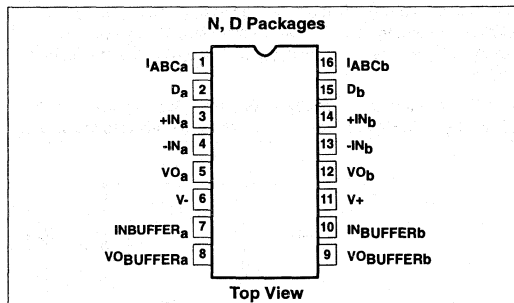 N, D Packages
IABCa 1 16 IABCb
Da 2 15 Db
+INa 3 14 +INb
-INa 4 13 -INb
VOa 5 12 VOb
V- 6 11 V+
INBUFFERa 7 10 INBUFFERb
VOBUFFERa 8 9 VOBUFFERb
Top View